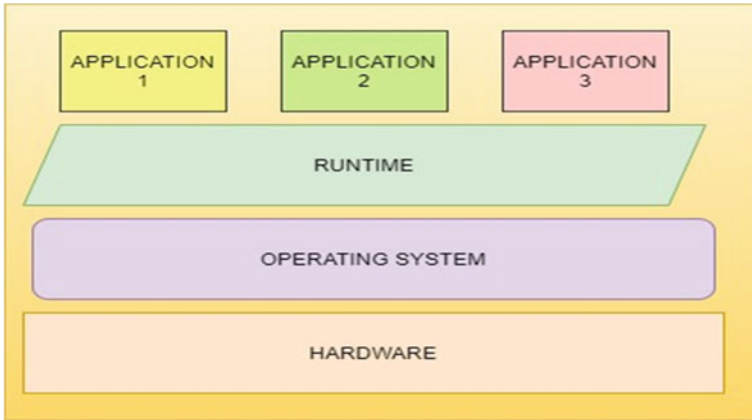 APPLICATION
1
APPLICATION
2
APPLICATION
3
RUNTIME
OPERATING SYSTEM
HARDWARE